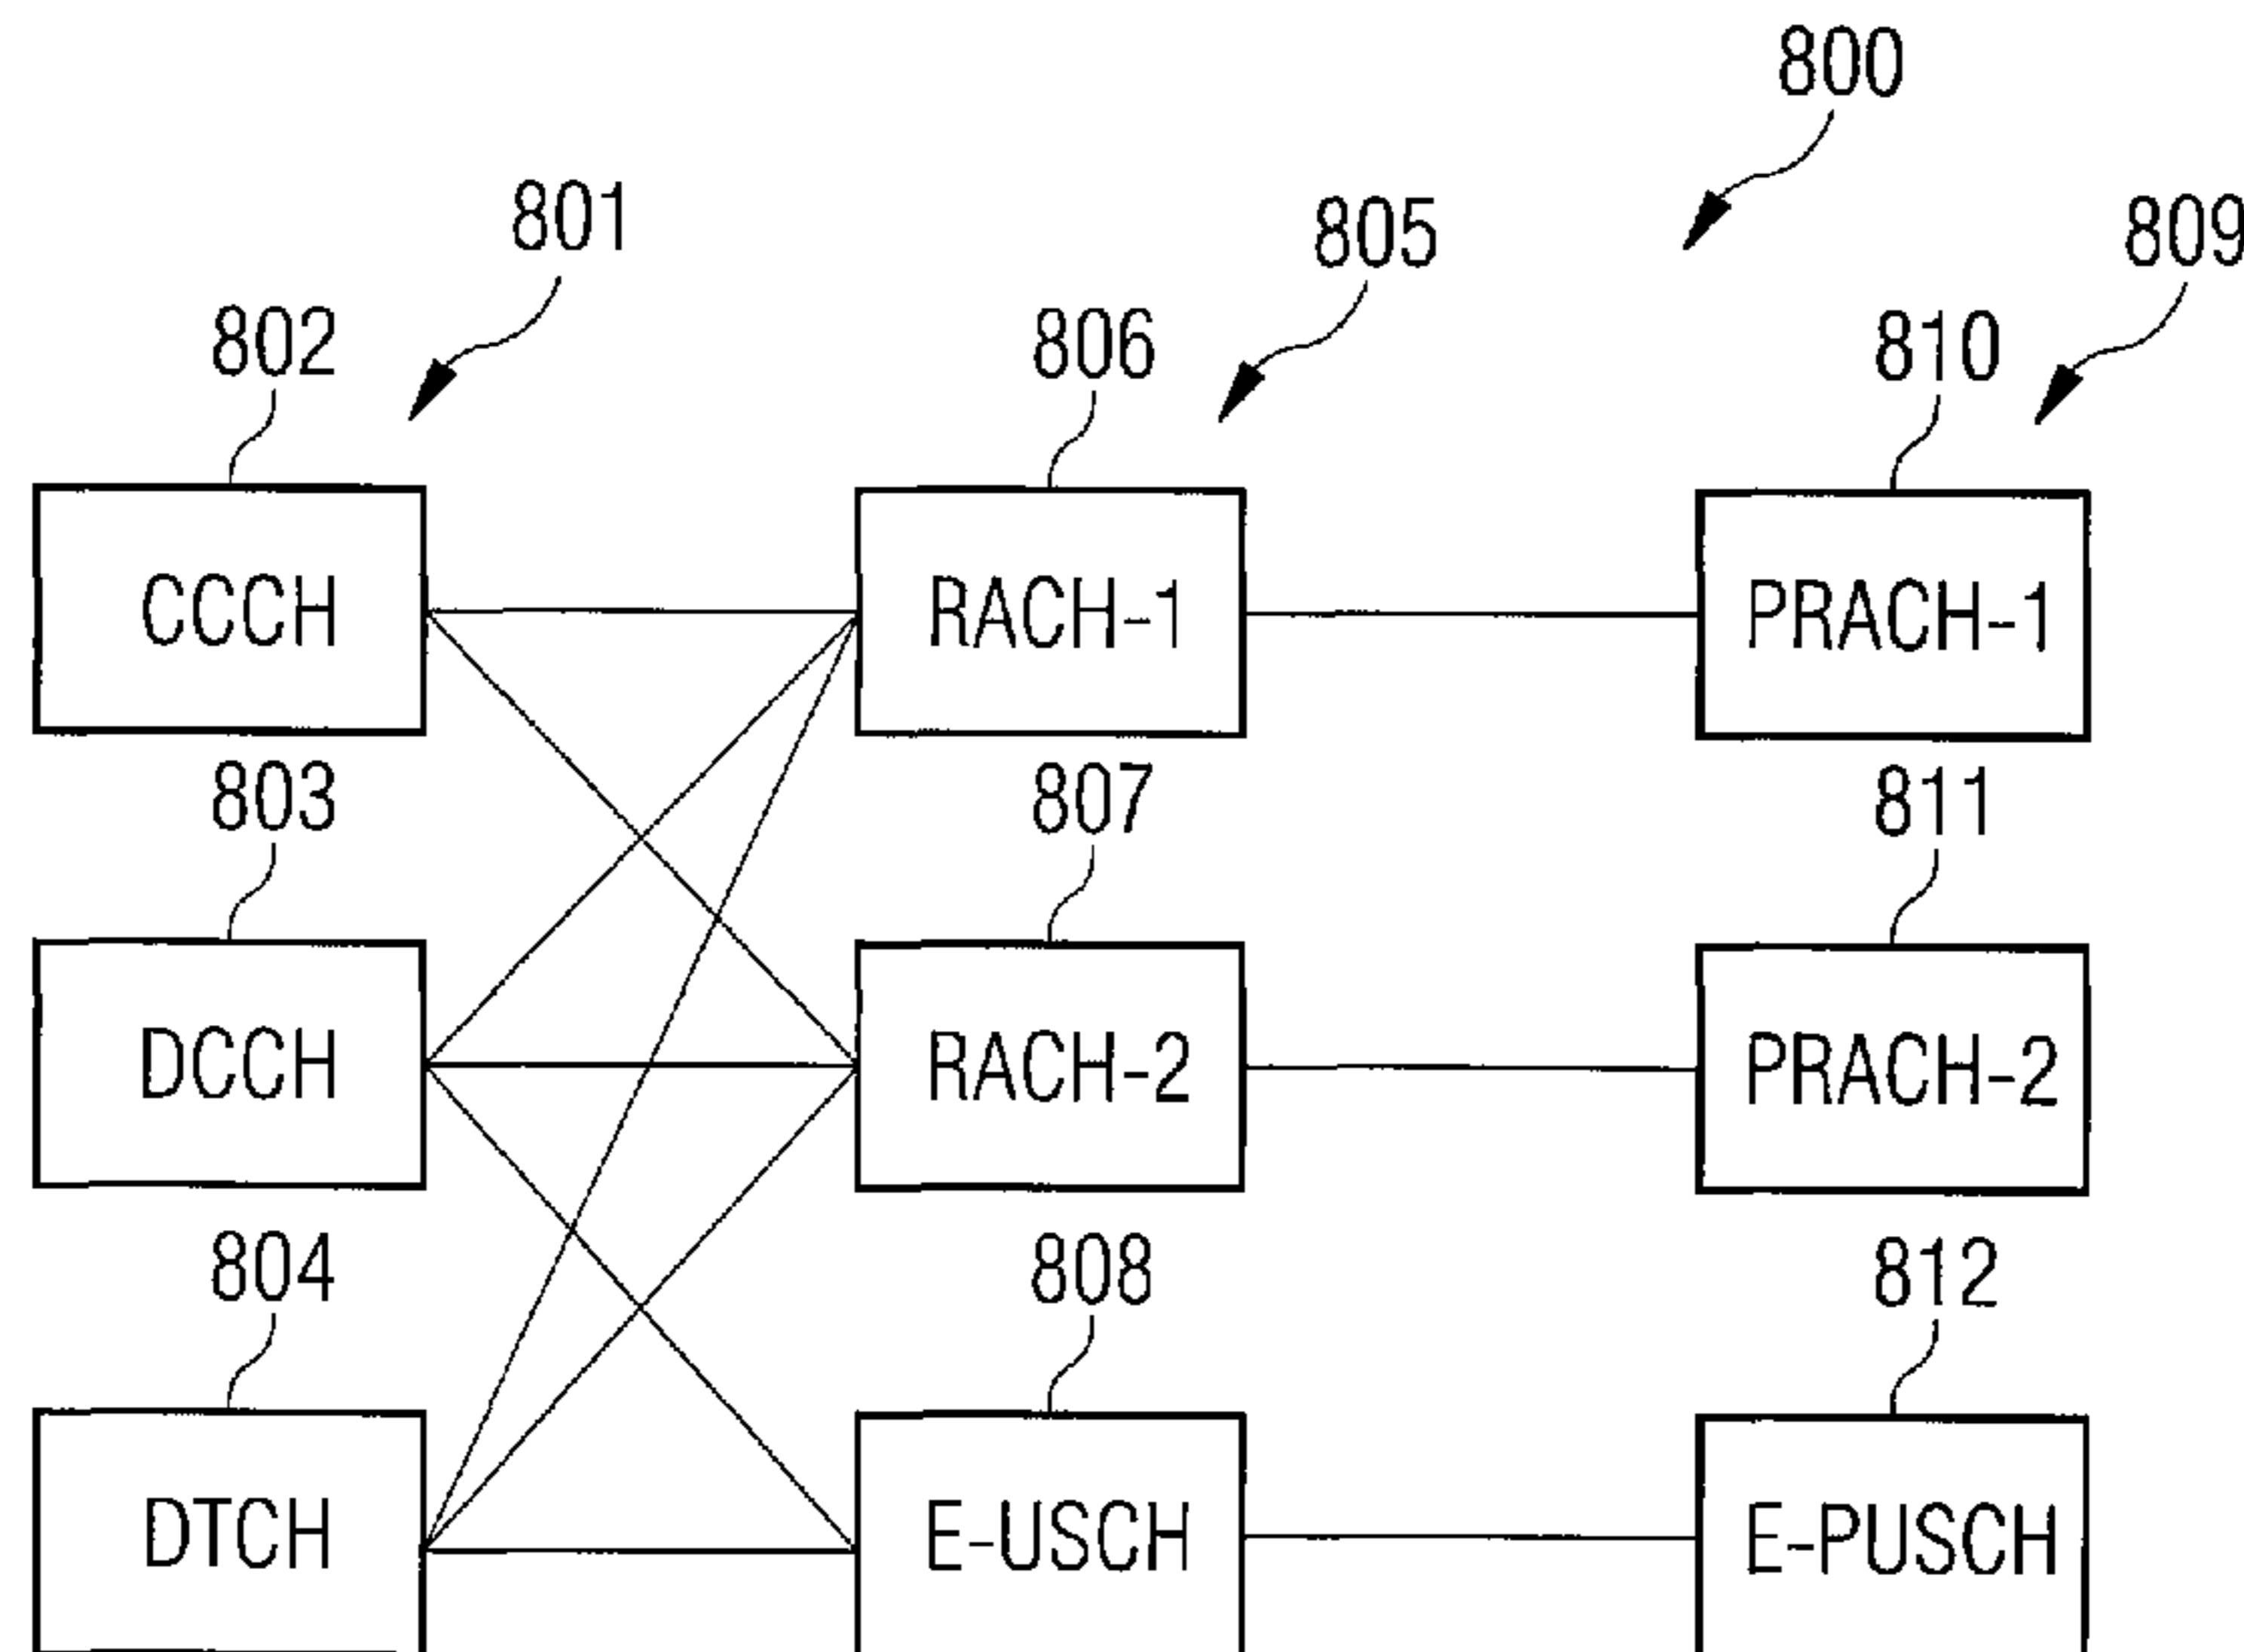 800
801
805
809
802
806
810
CCCH
RACH-1
PRACH-1
803
807
811
DCCH
RACH-2
PRACH-2
804
808
812
DTCH
E-USCH
E-PUSCH